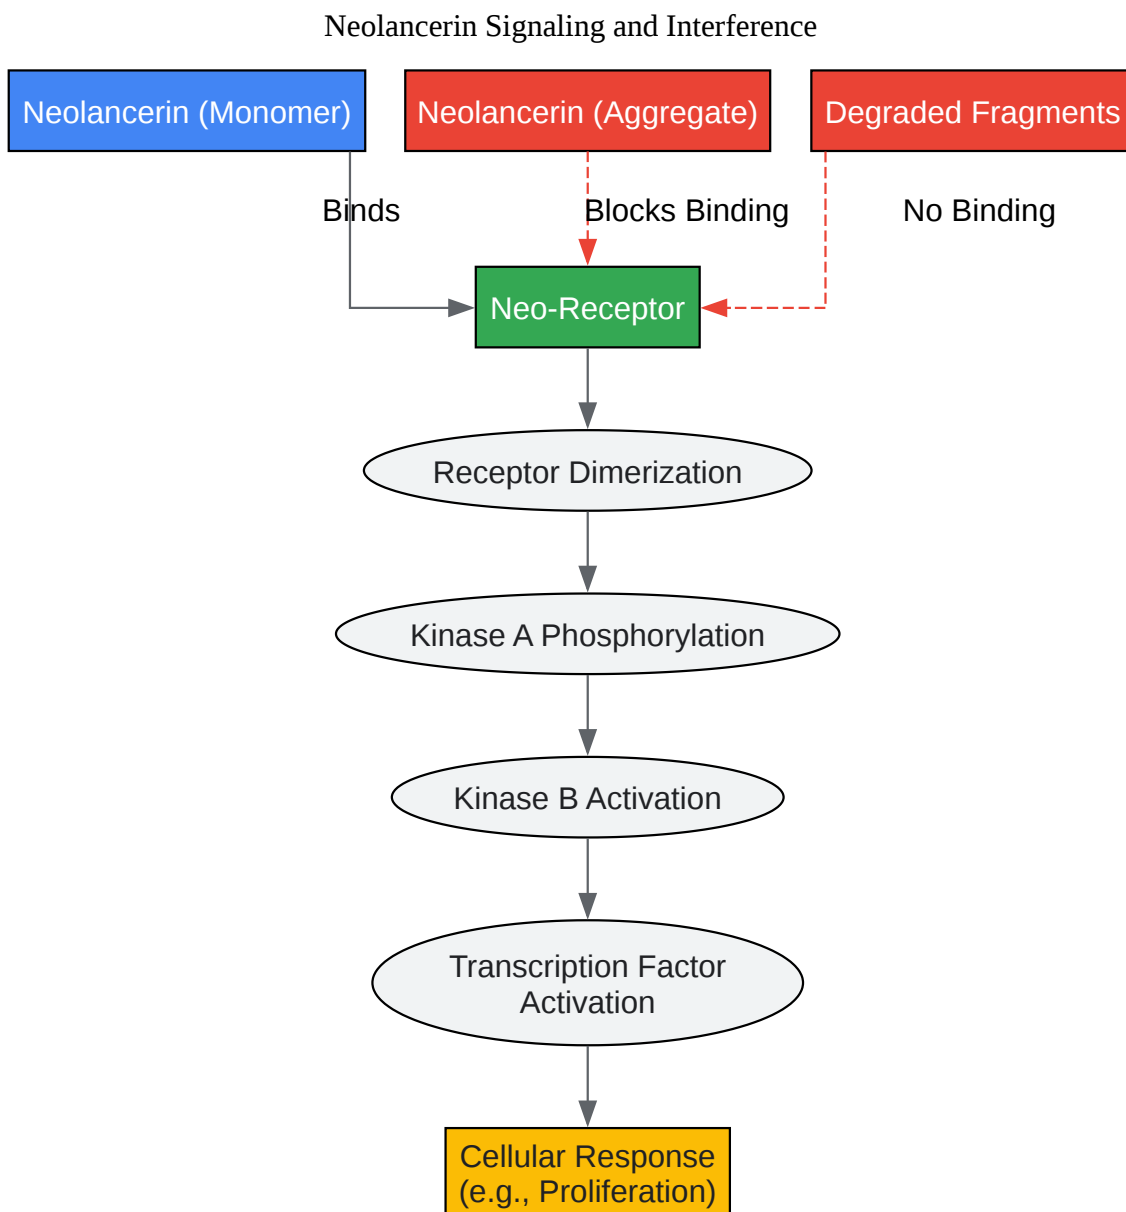 Neolancerin Signaling and Interference
Neolancerin (Monomer)
Neolancerin (Aggregate)
Degraded Fragments
Binds
Blocks Binding
No Binding
Neo-Receptor
Receptor Dimerization
Kinase A Phosphorylation
Kinase B Activation
Transcription Factor
Activation
Cellular Response
(e.g., Proliferation)